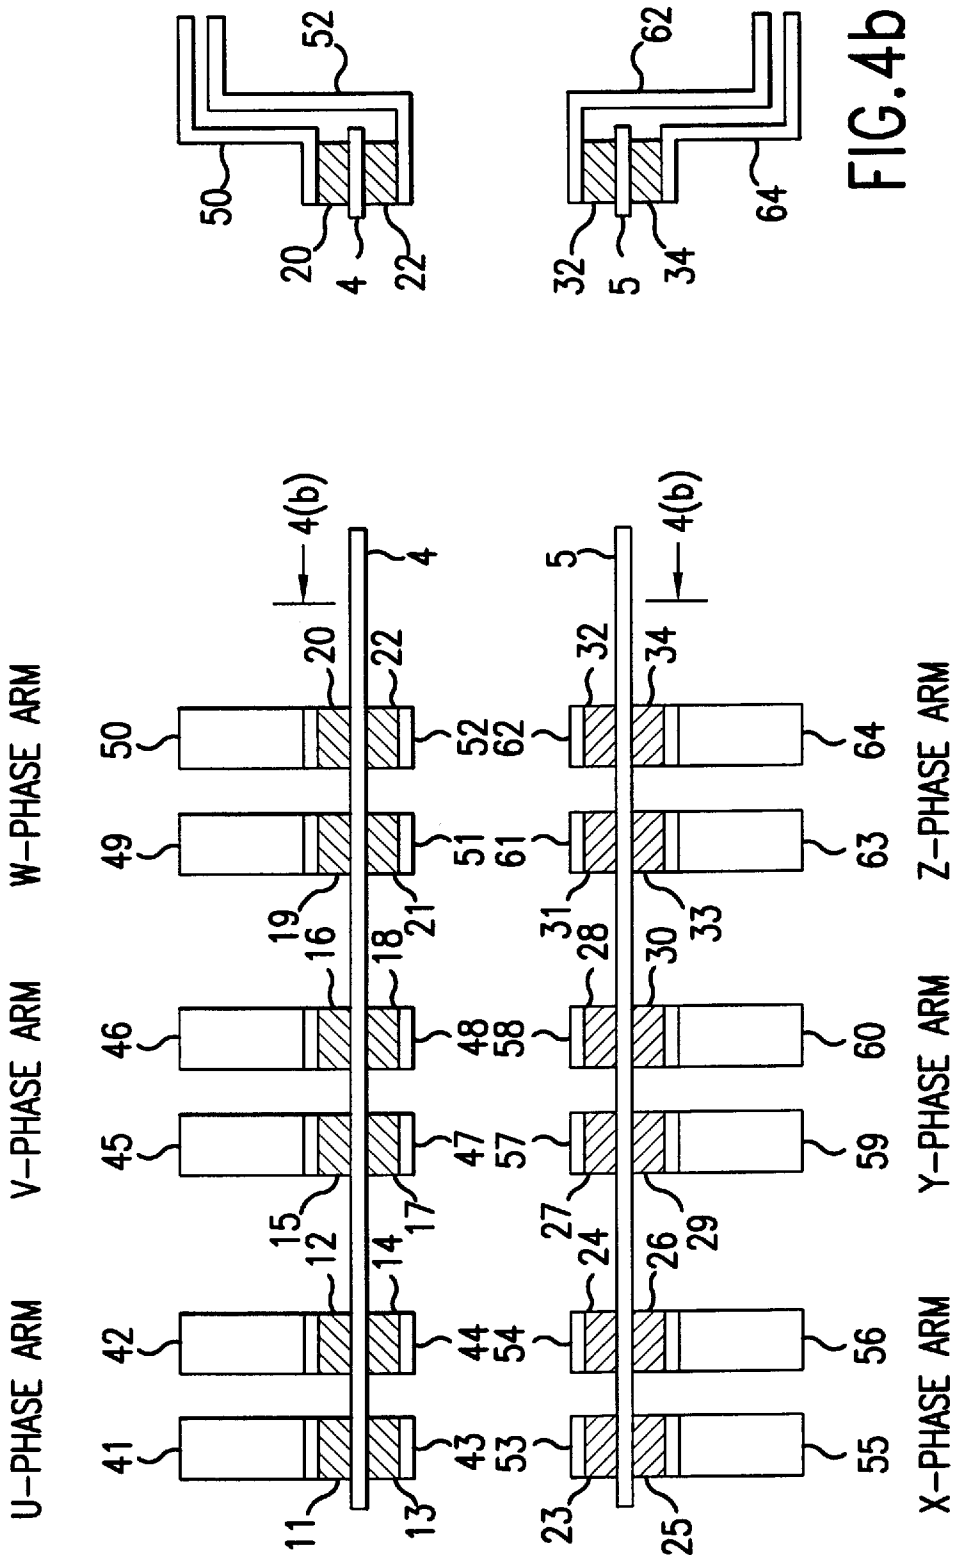 U–PHASE ARM V–PHASE ARM W–PHASE ARM
41 42 45 46 49 50
11 12 15 16 19 20
4(b)
4
13 14 17 18 21 22
43 44 47 48 51 52
53 54 57 58 61 62
23 24 27 28 31 32
5
4(b)
25 26 29 30 33 34
55 56 59 60 63 64
X–PHASE ARM Y–PHASE ARM Z–PHASE ARM
50
52
20
4
22
62
32
5
34
64
FIG.4b